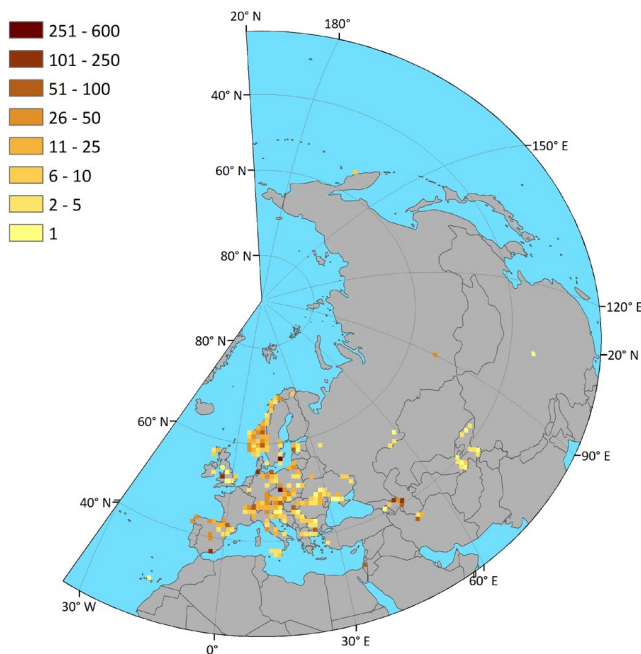 251 - 600
101 - 250
51 - 100
26 - 50
11 - 25
6 - 10
2 - 5
1
20° N
180°
40° N
150° E
60° N
80° N
120° E
80° N
20° N
60° N
90° E
40° N
60° E
30° W
0°
30° E